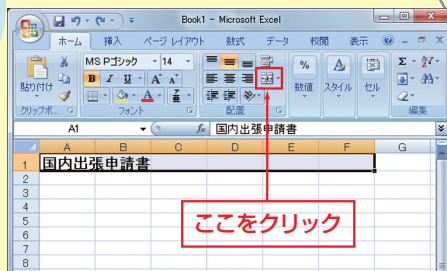 Book1 - Microsoft Excel
ホーム 挿入 ページ レイアウト 数式 データ 校閲 表示
MS Pゴシック 14
B I U A A
貼り付け
% 数値 A スタイル セル
Σ
クリップボ... フォント 配置 編集
A1 fx 国内出張申請書
A B C D E F G
1 国内出張申請書
2
3
4
5 ここをクリック
6
7
8